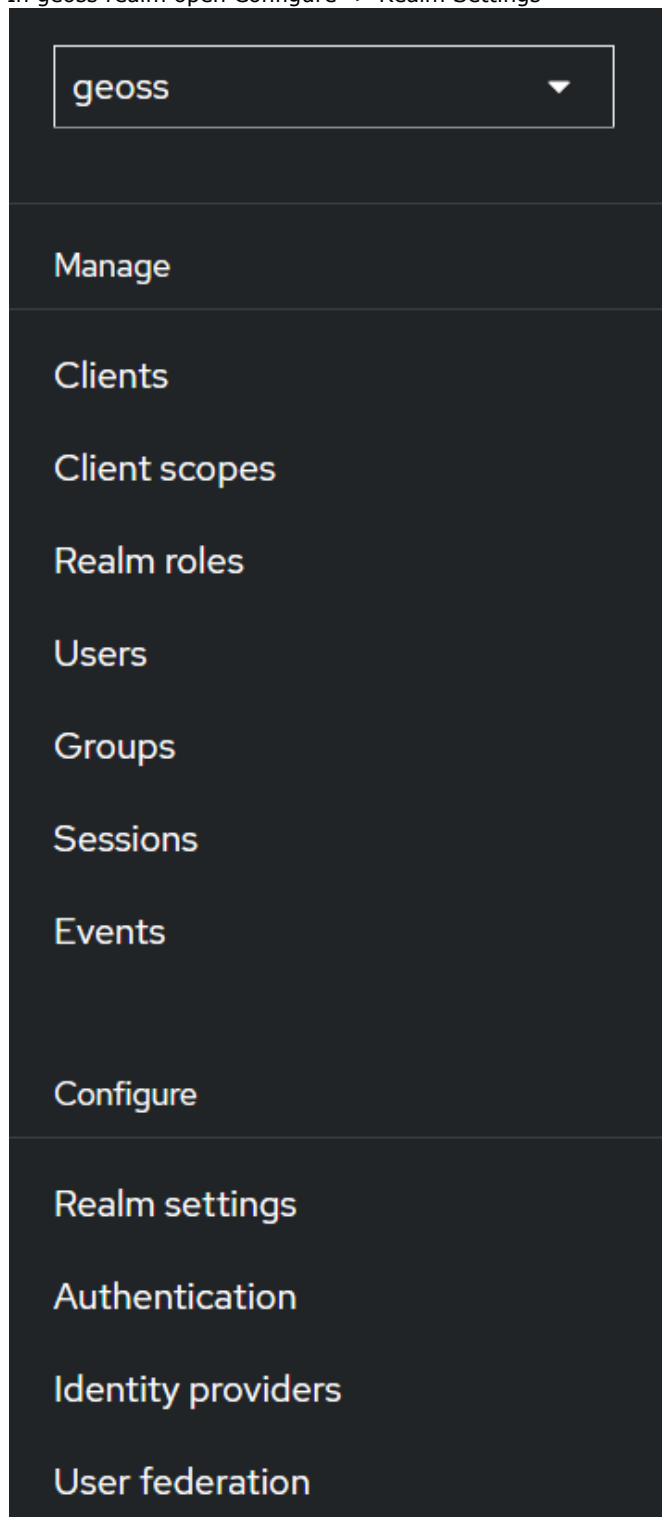 In geoss realm open Configure -> Realm Settings
geoss
Manage
Clients
Client scopes
Realm roles
Users
Groups
Sessions
Events
Configure
Realm settings
Authentication
Identity providers
User federation